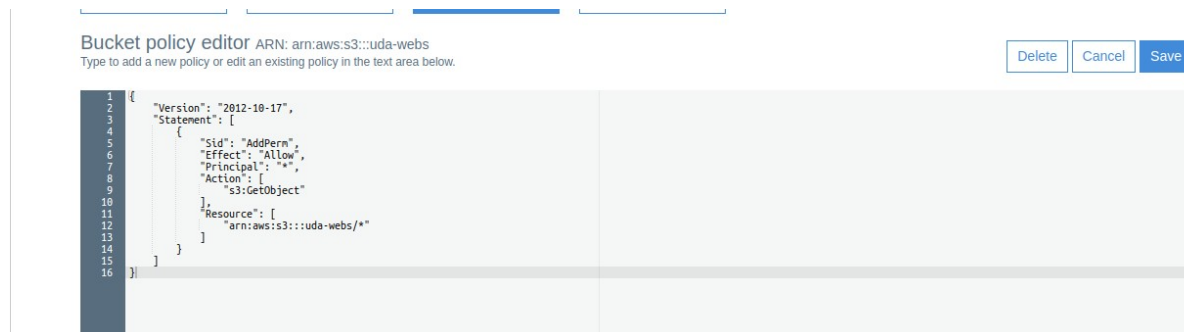 Bucket policy editor ARN: arn:aws:s3:::uda-webs
Type to add a new policy or edit an existing policy in the text area below.
Delete Cancel Save
1 {
2 "Version": "2012-10-17",
3 "Statement": [
4 {
5 "Sid": "AddPerm",
6 "Effect": "Allow",
7 "Principal": "*",
8 "Action": [
9 "s3:GetObject"
10 ],
11 "Resource": [
12 "arn:aws:s3:::uda-webs/*"
13 ]
14 }
15 ]
16 }